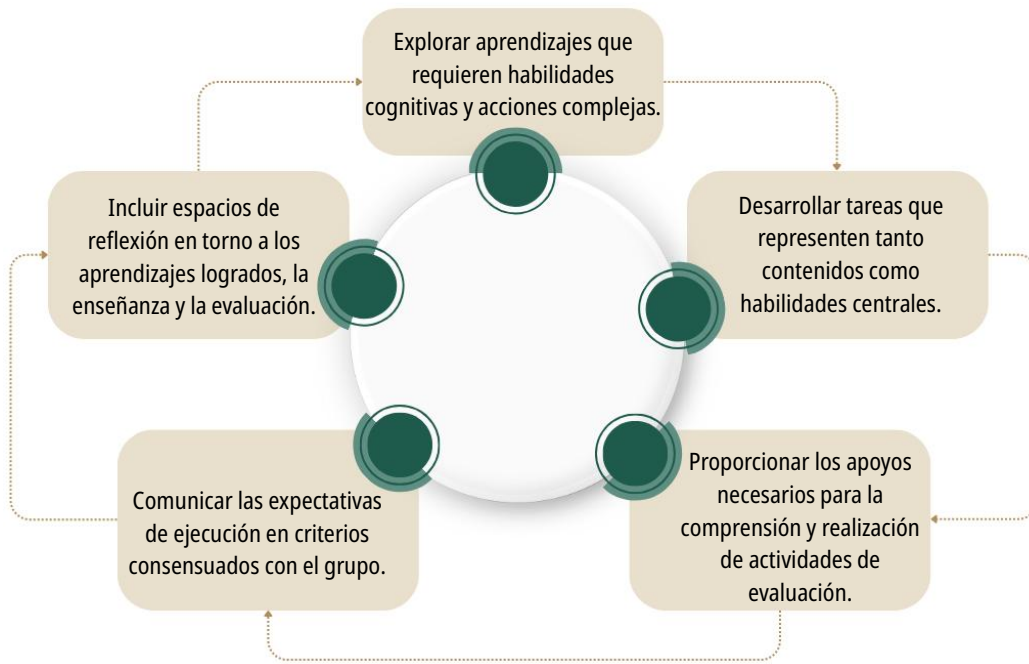 Explorar aprendizajes que
requieren habilidades
cognitivas y acciones complejas.
Desarrollar tareas que
representen tanto
contenidos como
habilidades centrales.
Proporcionar los apoyos
necesarios para la
comprensión y realización
de actividades de
evaluación.
Comunicar las expectativas
de ejecución en criterios
consensuados con el grupo.
Incluir espacios de
reflexión en torno a los
aprendizajes logrados, la
enseñanza y la evaluación.